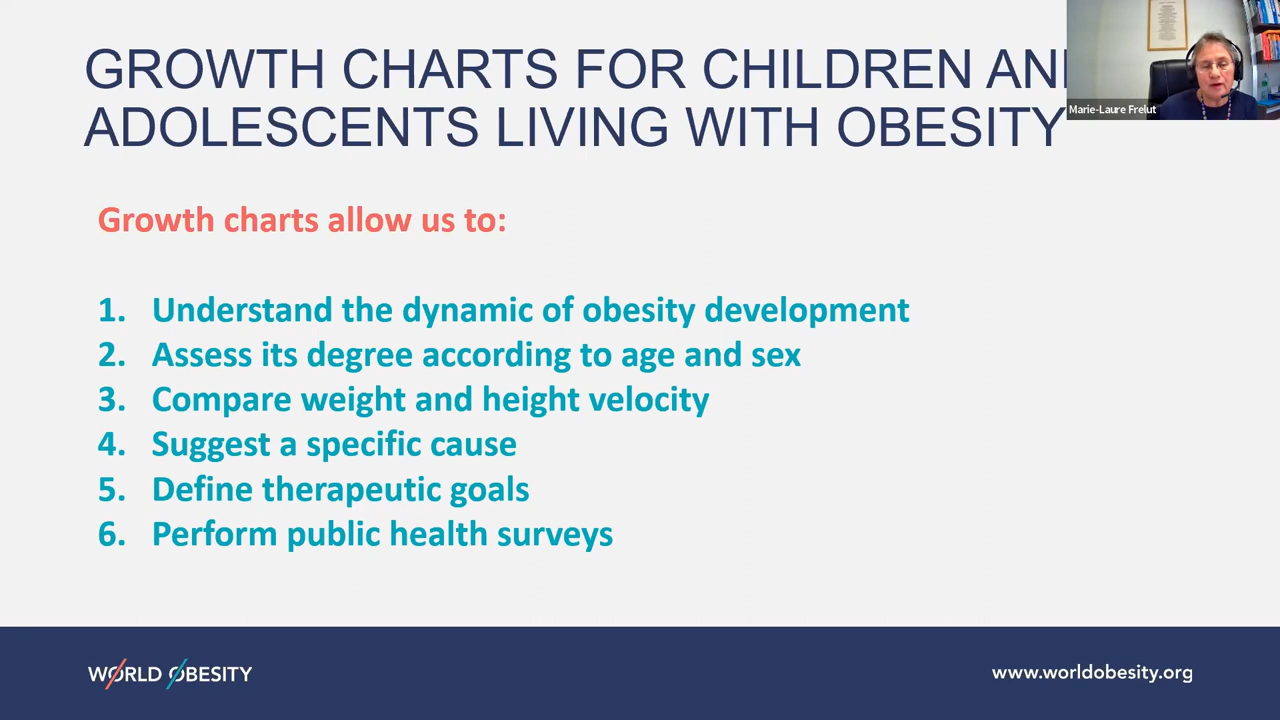 GROWTH CHARTS FOR CHILDREN AN
ADOLESCENTS LIVING WITH OBESITY
Marie-Laure Frelut
Growth charts allow us to:
1. Understand the dynamic of obesity development
2. Assess its degree according to age and sex
3. Compare weight and height velocity
4. Suggest a specific cause
5. Define therapeutic goals
6. Perform public health surveys
WORLD OBESITY
www.worldobesity.org